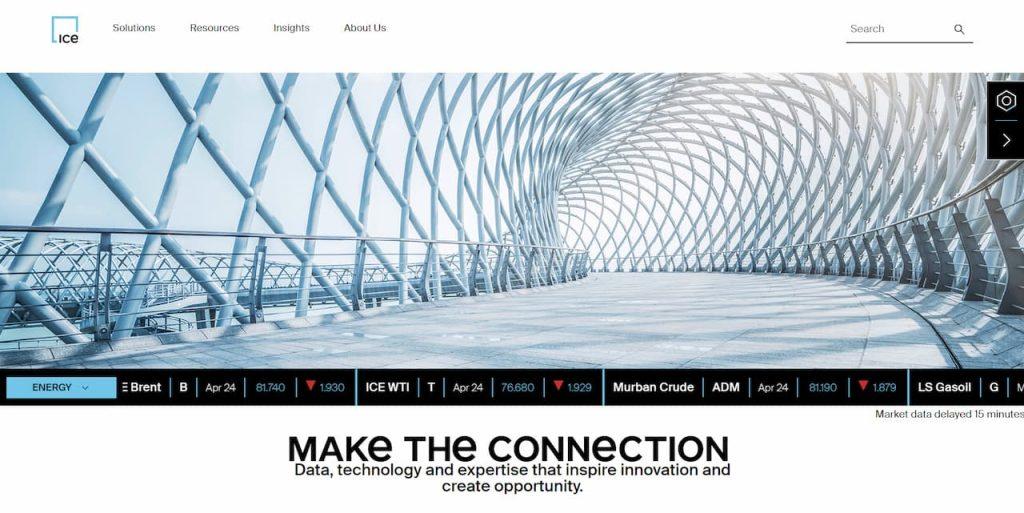 ice
Solutions Resources Insights About Us Search
ENERGY Brent B Apr 24 81.740 1.930 ICE WTI T Apr 24 76.680 1.929 Murban Crude ADM Apr 24 81.190 1.879 LS Gasoil G M
Market data delayed 15 minutes
MAKe THe CONNeCTION
Data, technology and expertise that inspire innovation and
create opportunity.